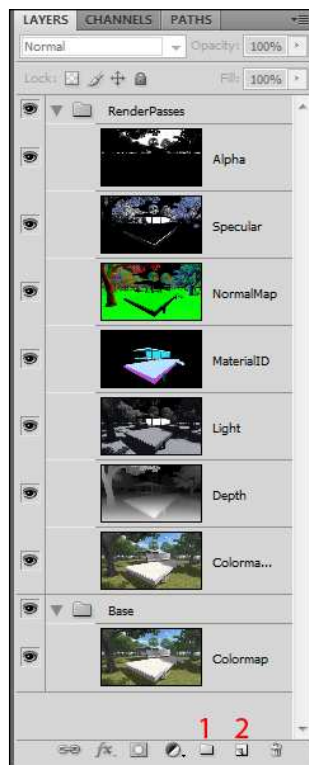 LAYERS CHANNELS PATHS
Normal Opacity: 100%
Lock: Fill: 100%
RenderPasses
Alpha
Specular
NormalMap
MaterialID
Light
Depth
Colorma...
Base
Colormap
1 2
fx.